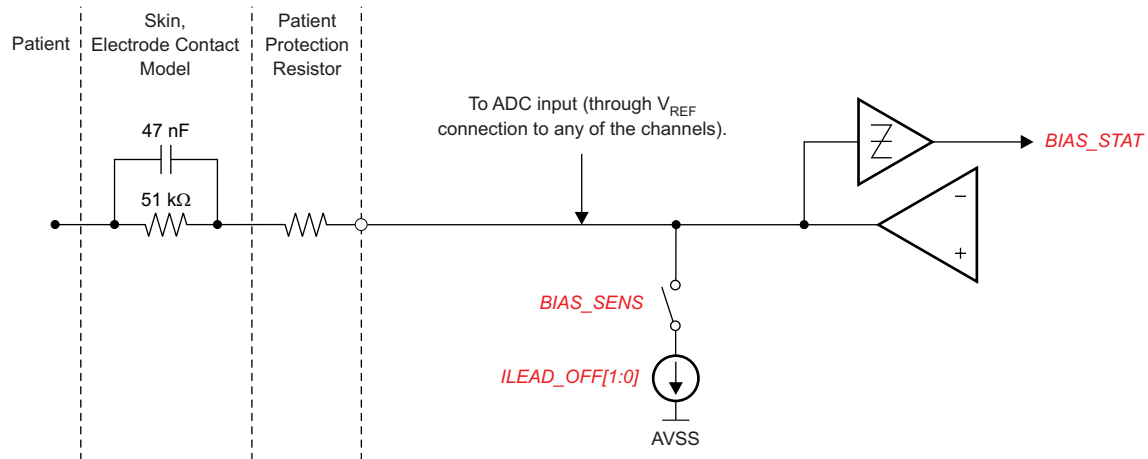 Patient
Skin,
Electrode Contact
Model
Patient
Protection
Resistor
47 nF
51 kΩ
To ADC input (through VREF
connection to any of the channels).
BIAS_STAT
−
+
BIAS_SENS
ILEAD_OFF[1:0]
AVSS